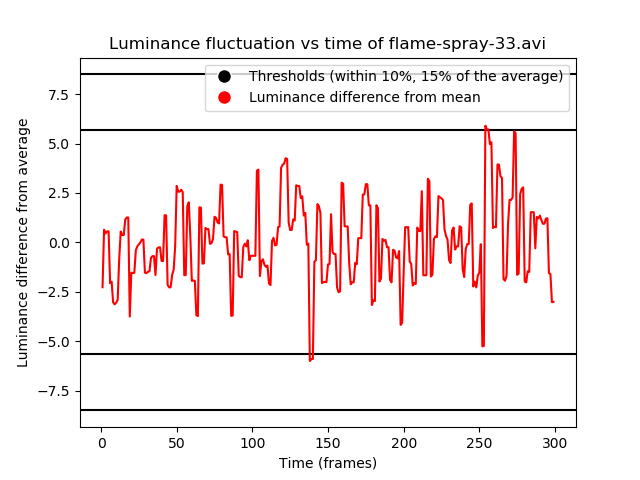 Luminance fluctuation vs time of flame-spray-33.avi
Thresholds (within 10%, 15% of the average)
Luminance difference from mean
Luminance difference from average
7.5
5.0
2.5
0.0
−2.5
−5.0
−7.5
0 50 100 150 200 250 300
Time (frames)